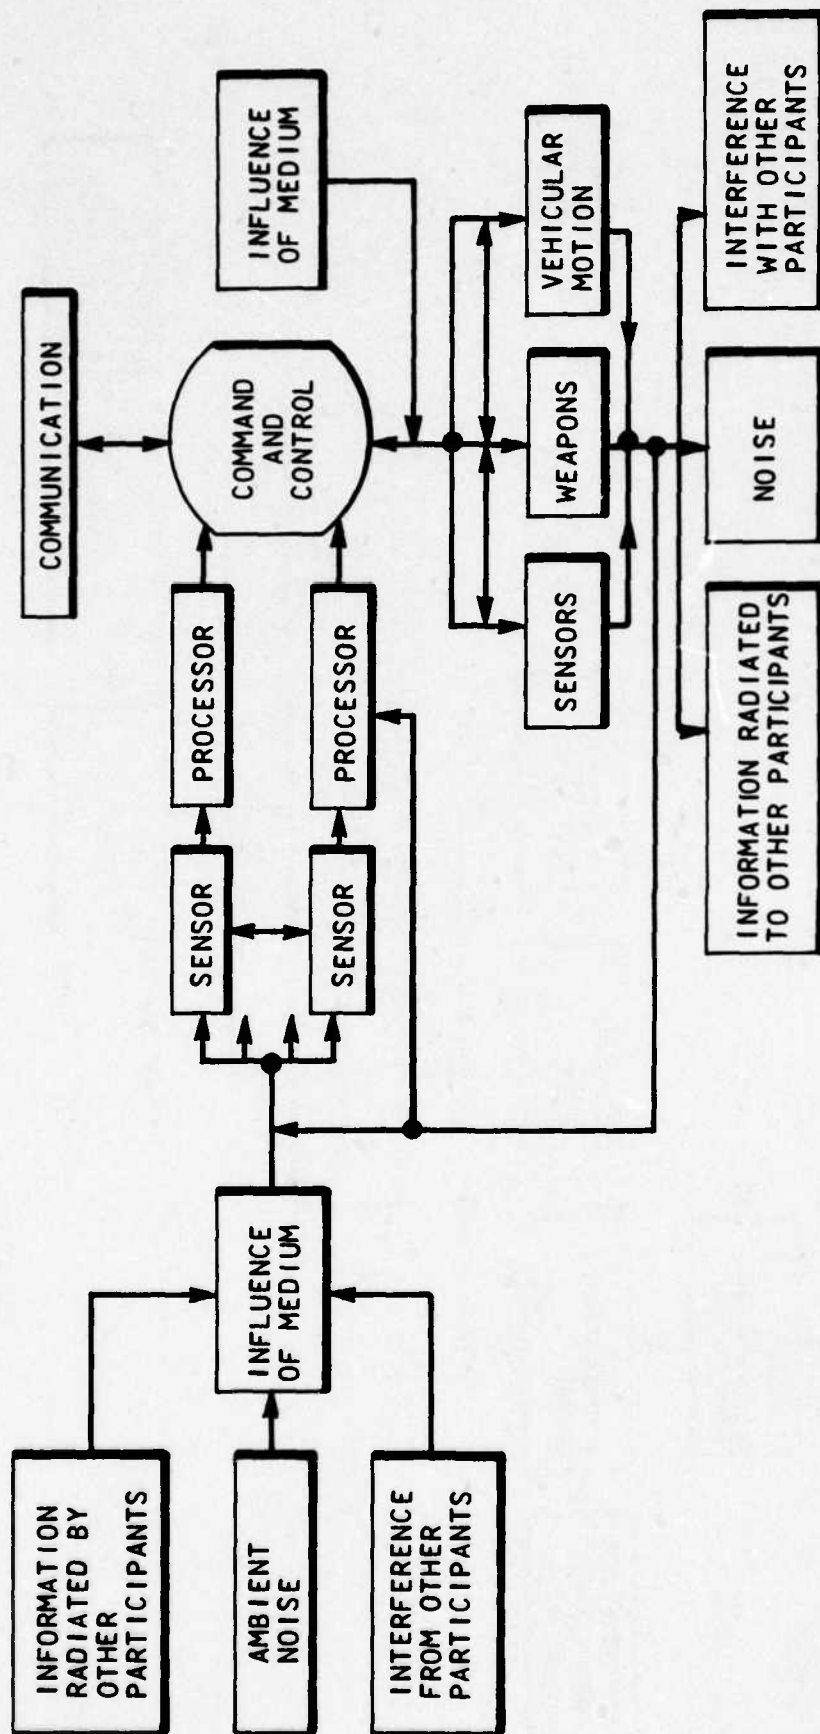 INFORMATION
RADIATED BY
OTHER
PARTICIPANTS
AMBIENT
NOISE
INTERFERENCE
FROM OTHER
PARTICIPANTS
INFLUENCE
OF MEDIUM
SENSOR
SENSOR
PROCESSOR
PROCESSOR
COMMUNICATION
COMMAND
AND
CONTROL
INFLUENCE
OF MEDIUM
SENSORS
WEAPONS
VEHICULAR
MOTION
INFORMATION RADIATED
TO OTHER PARTICIPANTS
NOISE
INTERFERENCE
WITH OTHER
PARTICIPANTS